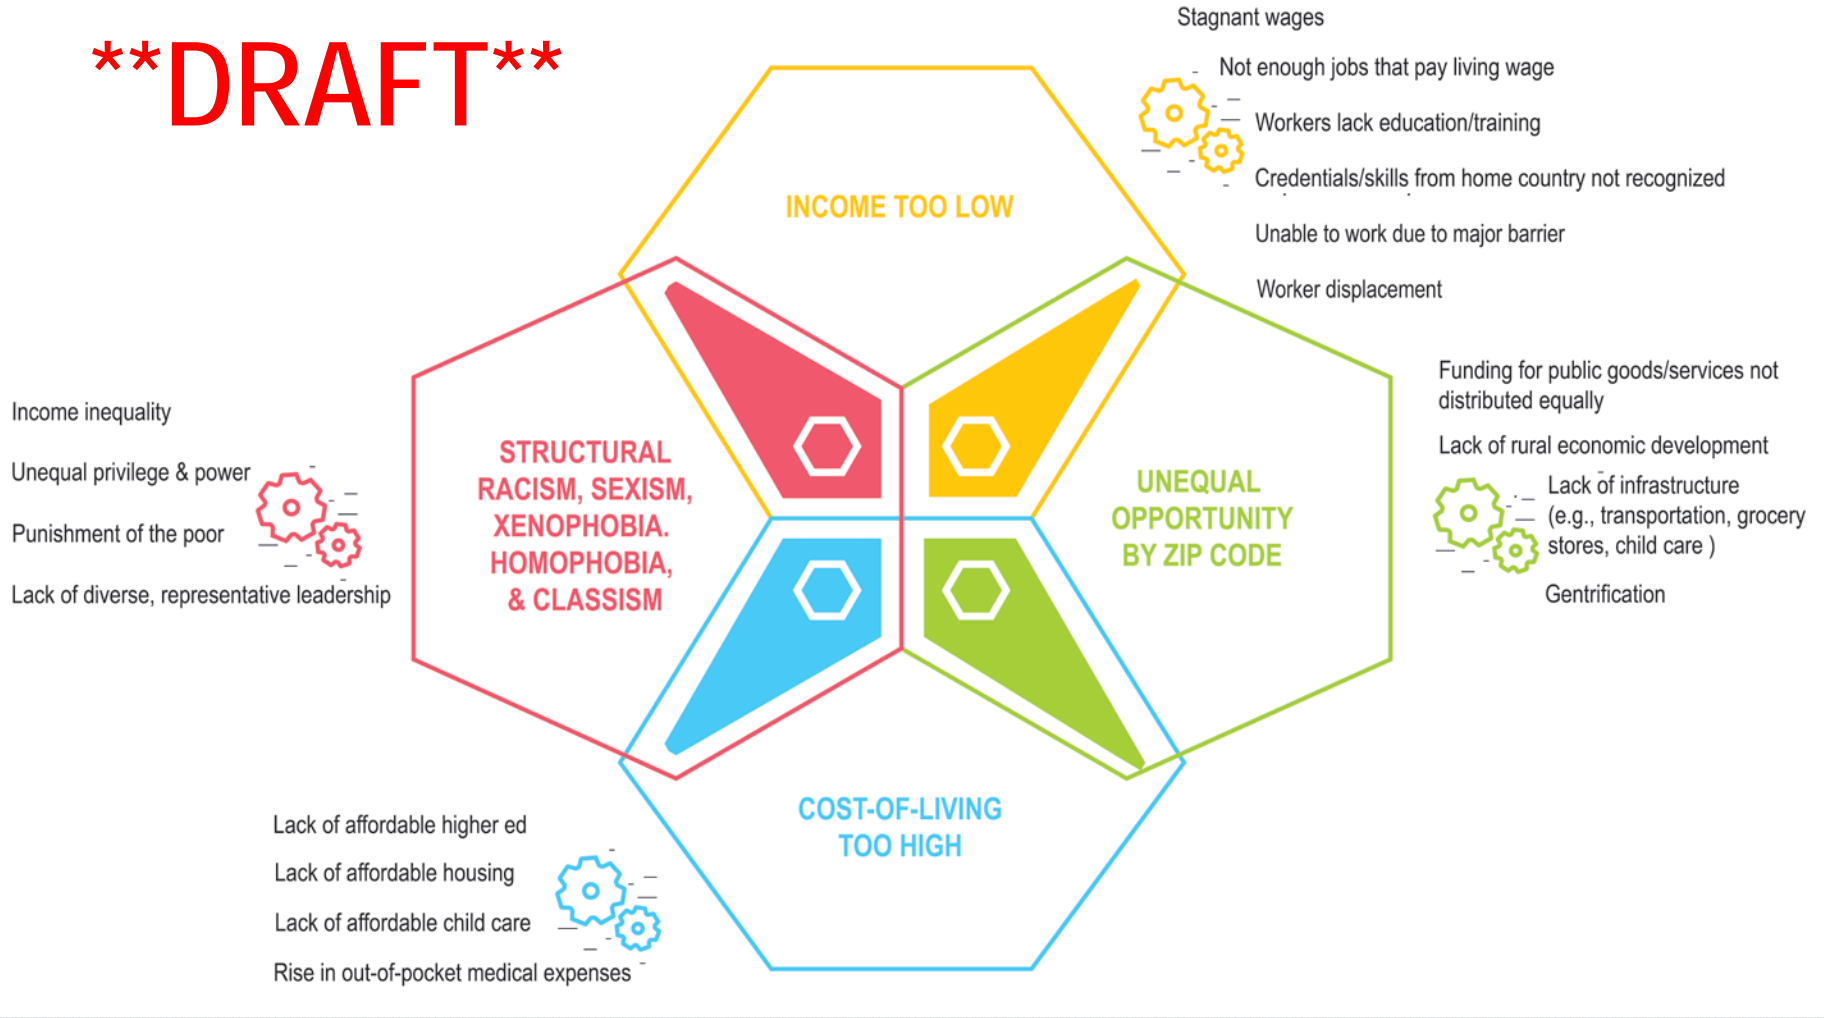 **DRAFT**
Stagnant wages
Not enough jobs that pay living wage
Workers lack education/training
Credentials/skills from home country not recognized
Unable to work due to major barrier
Worker displacement
INCOME TOO LOW
Income inequality
Unequal privilege & power
Punishment of the poor
Lack of diverse, representative leadership
STRUCTURAL
RACISM, SEXISM,
XENOPHOBIA.
HOMOPHOBIA,
& CLASSISM
UNEQUAL
OPPORTUNITY
BY ZIP CODE
Funding for public goods/services not
distributed equally
Lack of rural economic development
Lack of infrastructure
(e.g., transportation, grocery
stores, child care )
Gentrification
COST-OF-LIVING
TOO HIGH
Lack of affordable higher ed
Lack of affordable housing
Lack of affordable child care
Rise in out-of-pocket medical expenses